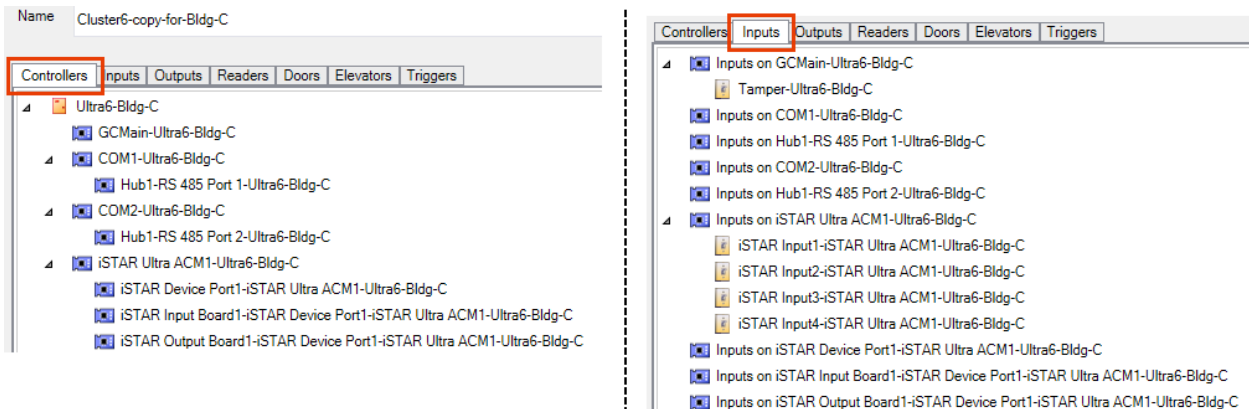 Name Cluster6-copy-for-Bldg-C
Controllers Inputs Outputs Readers Doors Elevators Triggers
Ultra6-Bldg-C
GCMain-Ultra6-Bldg-C
COM1-Ultra6-Bldg-C
Hub1-RS 485 Port 1-Ultra6-Bldg-C
COM2-Ultra6-Bldg-C
Hub1-RS 485 Port 2-Ultra6-Bldg-C
iSTAR Ultra ACM1-Ultra6-Bldg-C
iSTAR Device Port1-iSTAR Ultra ACM1-Ultra6-Bldg-C
iSTAR Input Board1-iSTAR Device Port1-iSTAR Ultra ACM1-Ultra6-Bldg-C
iSTAR Output Board1-iSTAR Device Port1-iSTAR Ultra ACM1-Ultra6-Bldg-C
Controllers Inputs Outputs Readers Doors Elevators Triggers
Inputs on GCMain-Ultra6-Bldg-C
Tamper-Ultra6-Bldg-C
Inputs on COM1-Ultra6-Bldg-C
Inputs on Hub1-RS 485 Port 1-Ultra6-Bldg-C
Inputs on COM2-Ultra6-Bldg-C
Inputs on Hub1-RS 485 Port 2-Ultra6-Bldg-C
Inputs on iSTAR Ultra ACM1-Ultra6-Bldg-C
iSTAR Input1-iSTAR Ultra ACM1-Ultra6-Bldg-C
iSTAR Input2-iSTAR Ultra ACM1-Ultra6-Bldg-C
iSTAR Input3-iSTAR Ultra ACM1-Ultra6-Bldg-C
iSTAR Input4-iSTAR Ultra ACM1-Ultra6-Bldg-C
Inputs on iSTAR Device Port1-iSTAR Ultra ACM1-Ultra6-Bldg-C
Inputs on iSTAR Input Board1-iSTAR Device Port1-iSTAR Ultra ACM1-Ultra6-Bldg-C
Inputs on iSTAR Output Board1-iSTAR Device Port1-iSTAR Ultra ACM1-Ultra6-Bldg-C